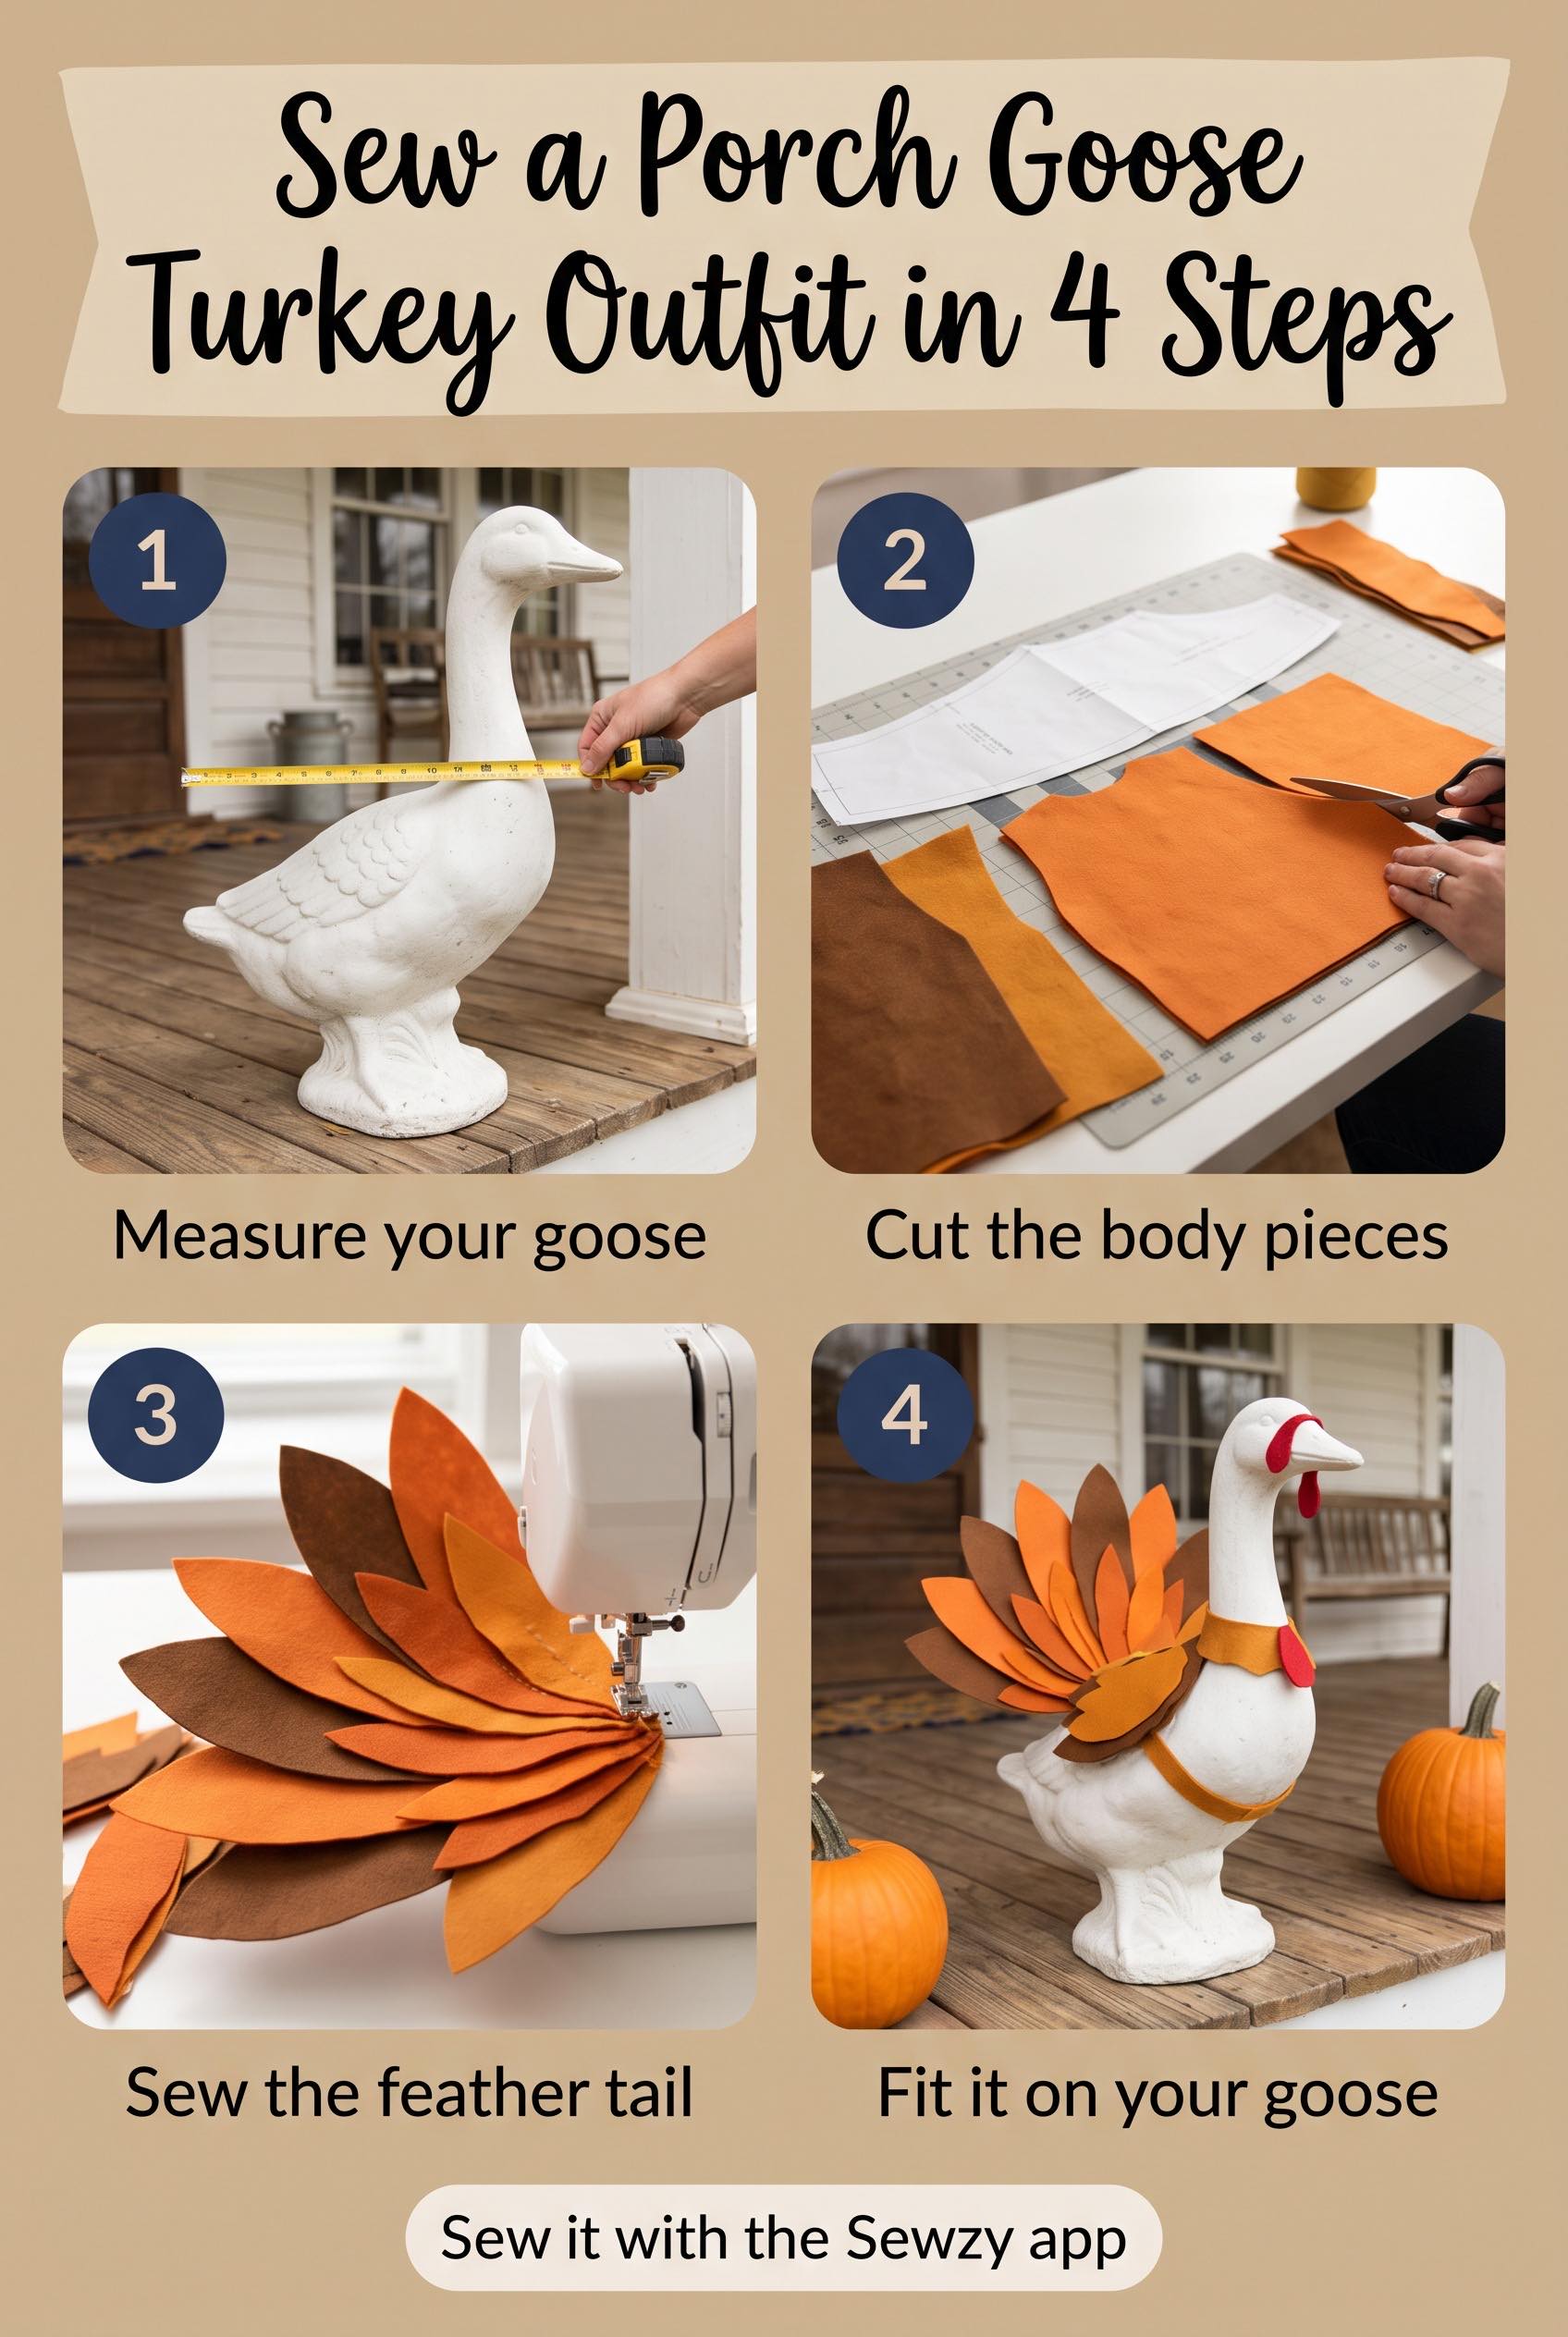 Sew a Porch Goose
Turkey Outfit in 4 Steps
1
2
Measure your goose
Cut the body pieces
3
4
Sew the feather tail
Fit it on your goose
Sew it with the Sewzy app